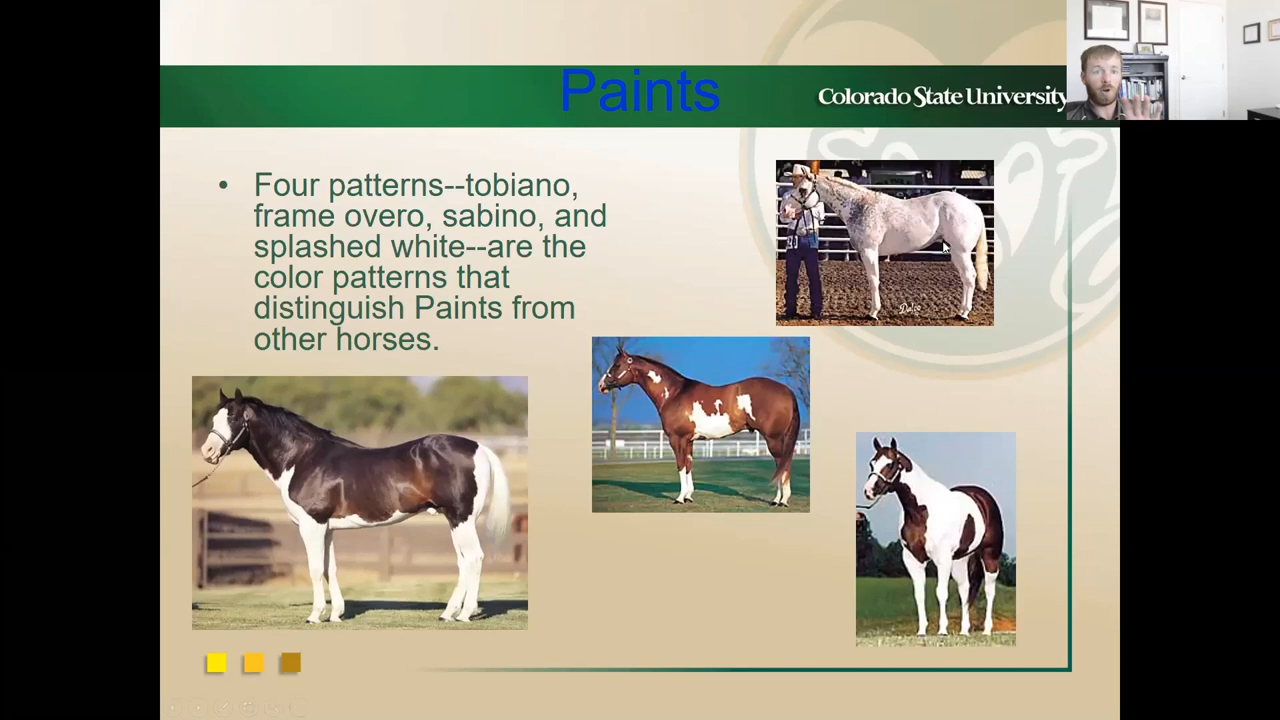 Paints
Colorado State University
• Four patterns--tobiano,
frame overo, sabino, and
splashed white--are the
color patterns that
distinguish Paints from
other horses.
Dalco